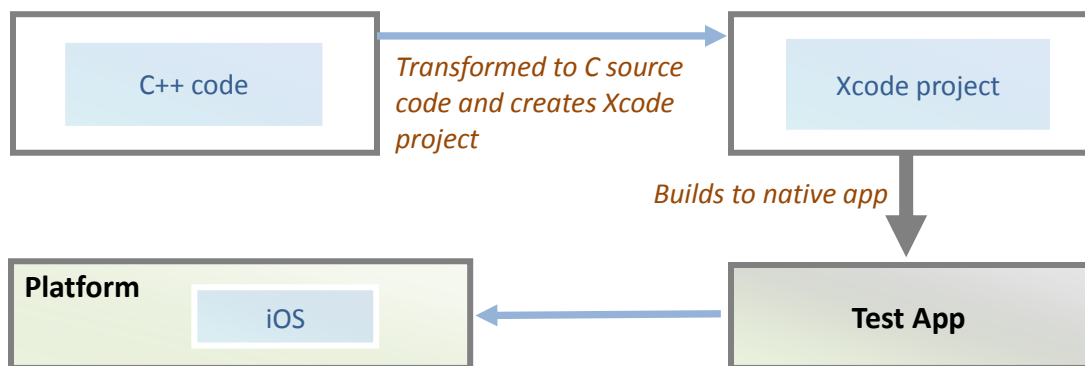 C++ code
Transformed to C source
code and creates Xcode
project
Xcode project
Builds to native app
Platform
iOS
Test App